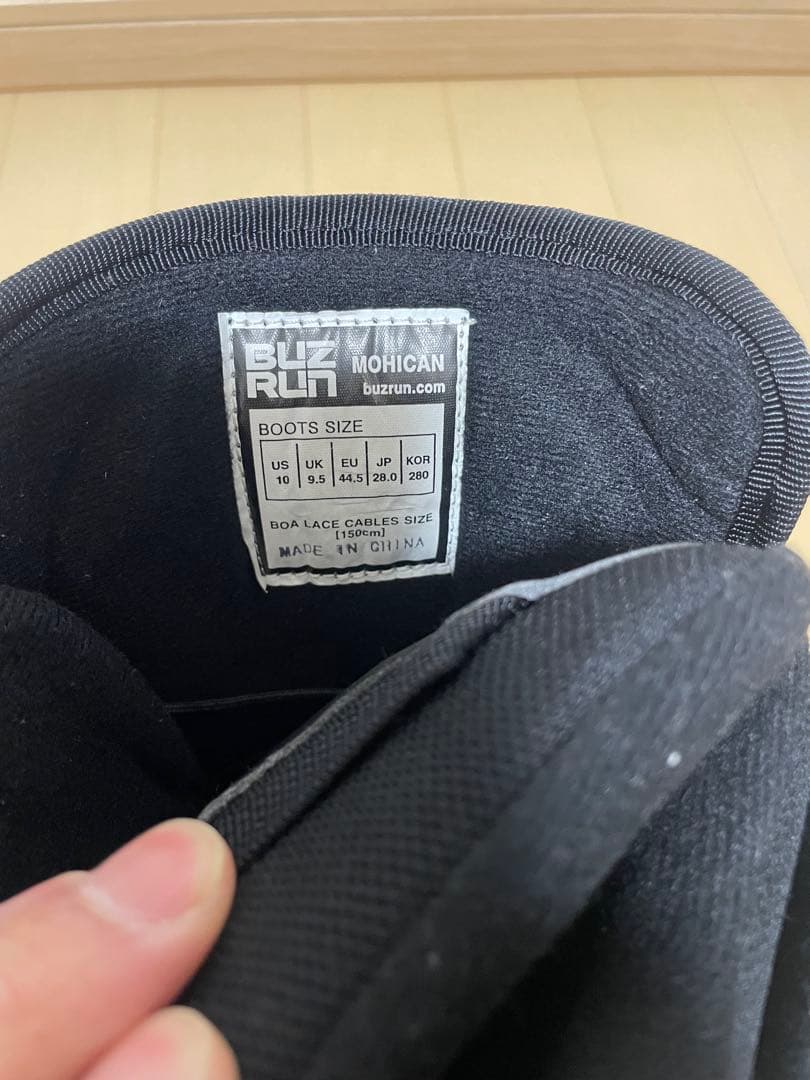 BUZ RUN MOHICAN
buzrun.com
BOOTS SIZE
US UK EU JP KOR
10 9.5 44.5 28.0 280
BOA LACE CABLES SIZE
[150cm]
MADE IN CHINA